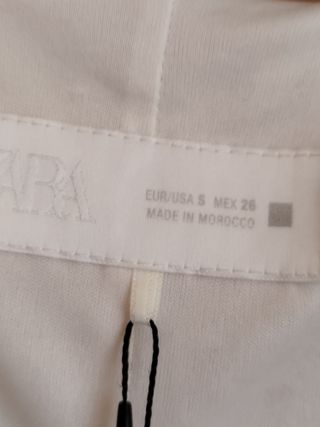 ZARA
EUR/USA S MEX 26
MADE IN MOROCCO